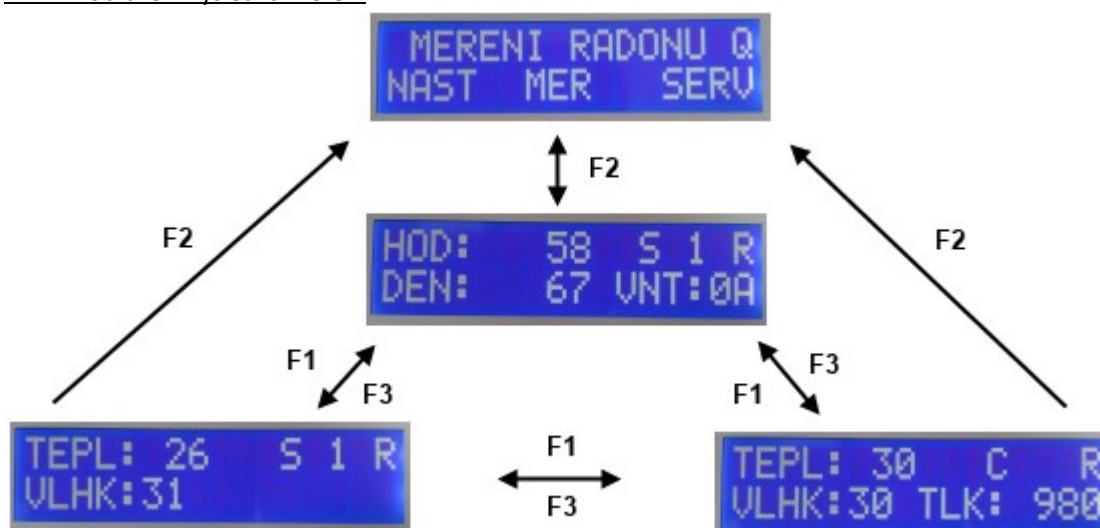 MERENI RADONU Q
NAST MER SERV
F2
HOD: 58 S 1 R
DEN: 67 VNT:0A
F2
F2
F1
F3
F3
F1
TEPL: 26 S 1 R
VLHK:31
F1
F3
TEPL: 30 C R
VLHK:30 TLK: 980